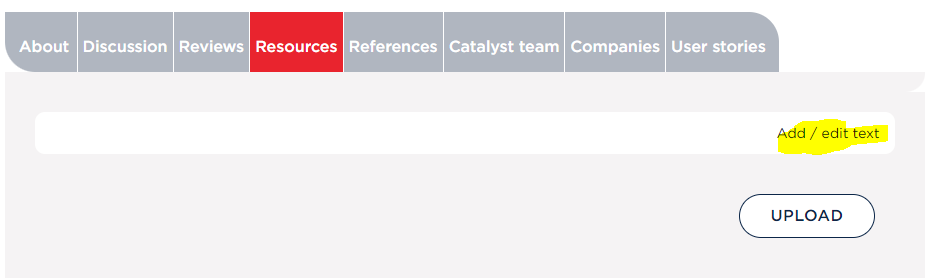 About Discussion Reviews Resources References Catalyst team Companies User stories
Add / edit text
UPLOAD